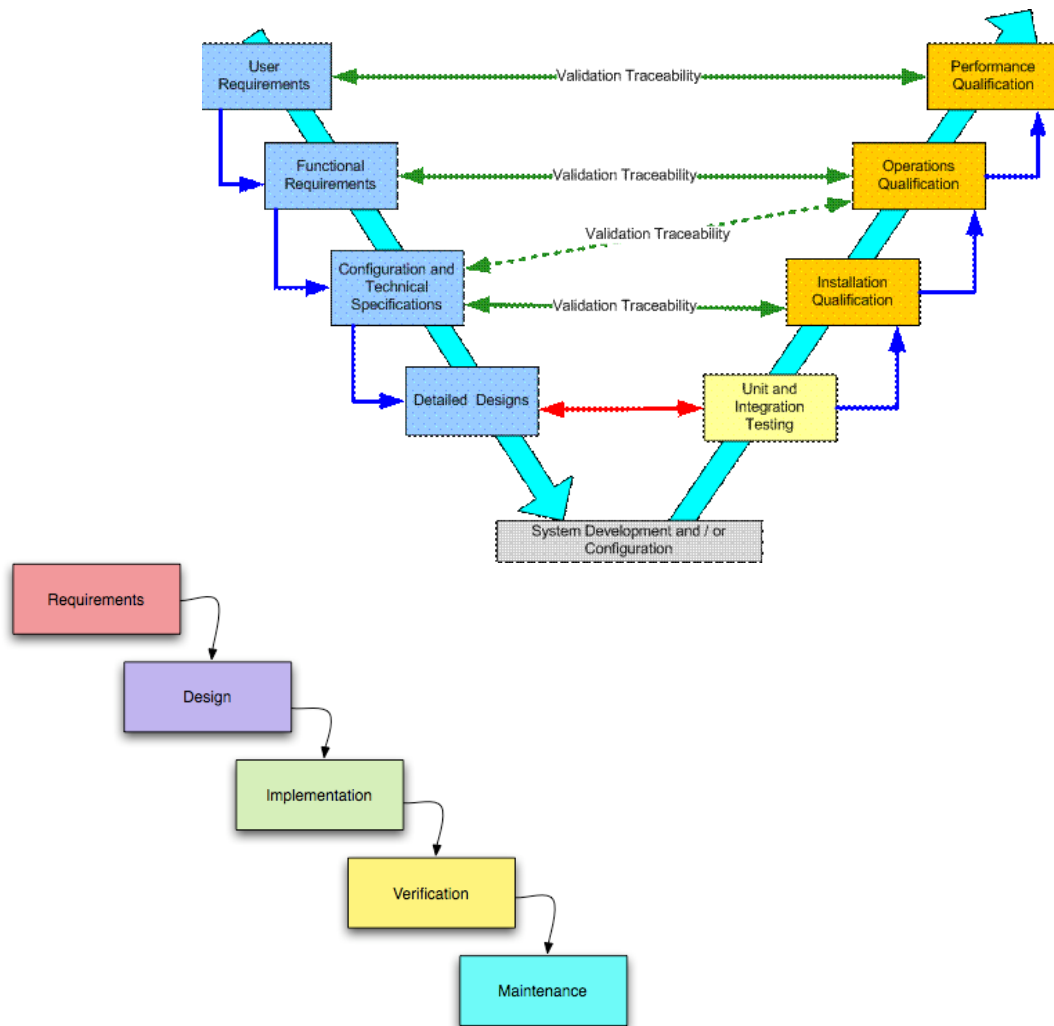 User
Requirements
Validation Traceability
Performance
Qualification
Functional
Requirements
Validation Traceability
Operations
Qualification
Validation Traceability
Configuration and
Technical
Specifications
Validation Traceability
Installation
Qualification
Detailed Designs
Unit and
Integration
Testing
System Development and / or
Configuration
Requirements
Design
Implementation
Verification
Maintenance